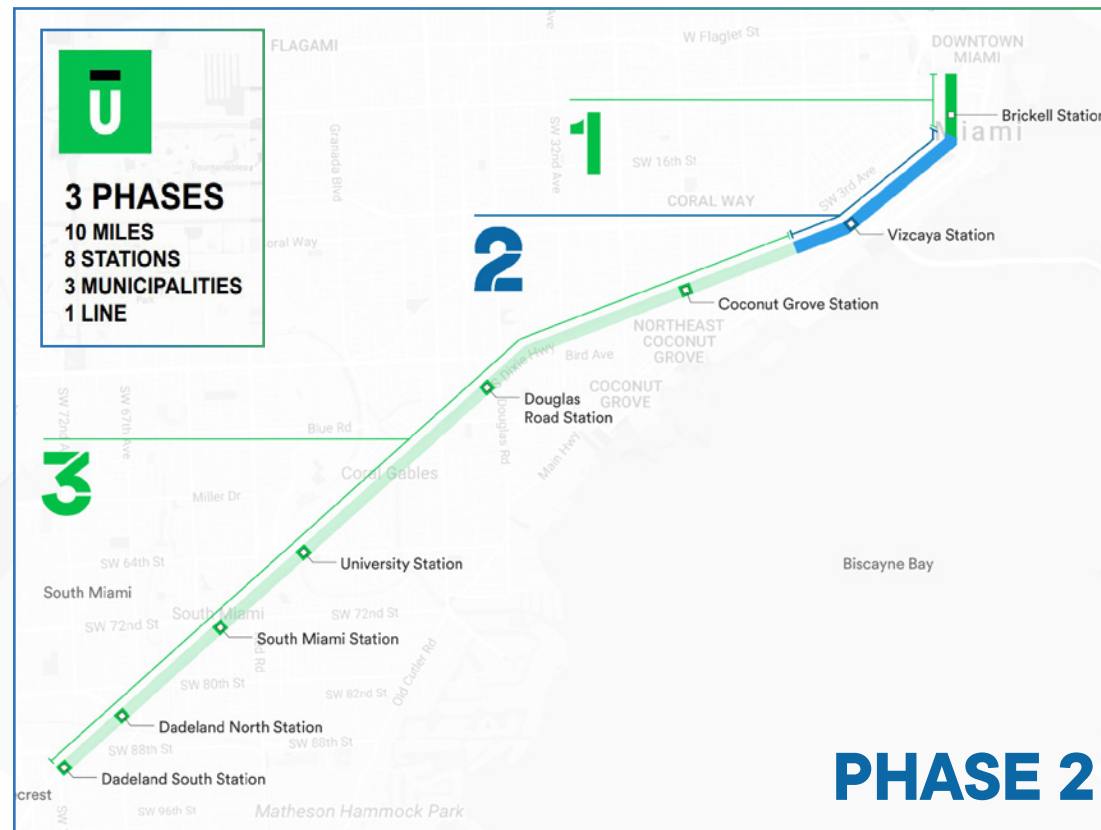 FLAGAMI
W Flagler St
DOWNTOWN
MIAMI
Ū
3 PHASES
10 MILES
8 STATIONS
3 MUNICIPALITIES
1 LINE
1
Brickell Station
Miami
Granada Blvd
SW 32nd Ave
SW 16th St
SW 3rd Ave
CORAL WAY
2
Vizcaya Station
oral Way
Coconut Grove Station
NORTHEAST
COCONUT
GROVE
S Dixie Hwy
Bird Ave
COCONUT
GROVE
Douglas
Road Station
SW 72nd A
SW 67th Ave
Blue Rd
Douglas Rd
Main Hwy
3
Coral Gables
Miller Dr
SW 64th St
University Station
Biscayne Bay
South Miami
South Miami
SW 72nd St
SW 72nd St
South Miami Station
Old Cutler Rd
SW 80th St
SW 82nd St
Dadeland North Station
SW 88th St
SW 88th St
Dadeland South Station
ecrest
SW 96th St
Matheson Hammock Park
PHASE 2